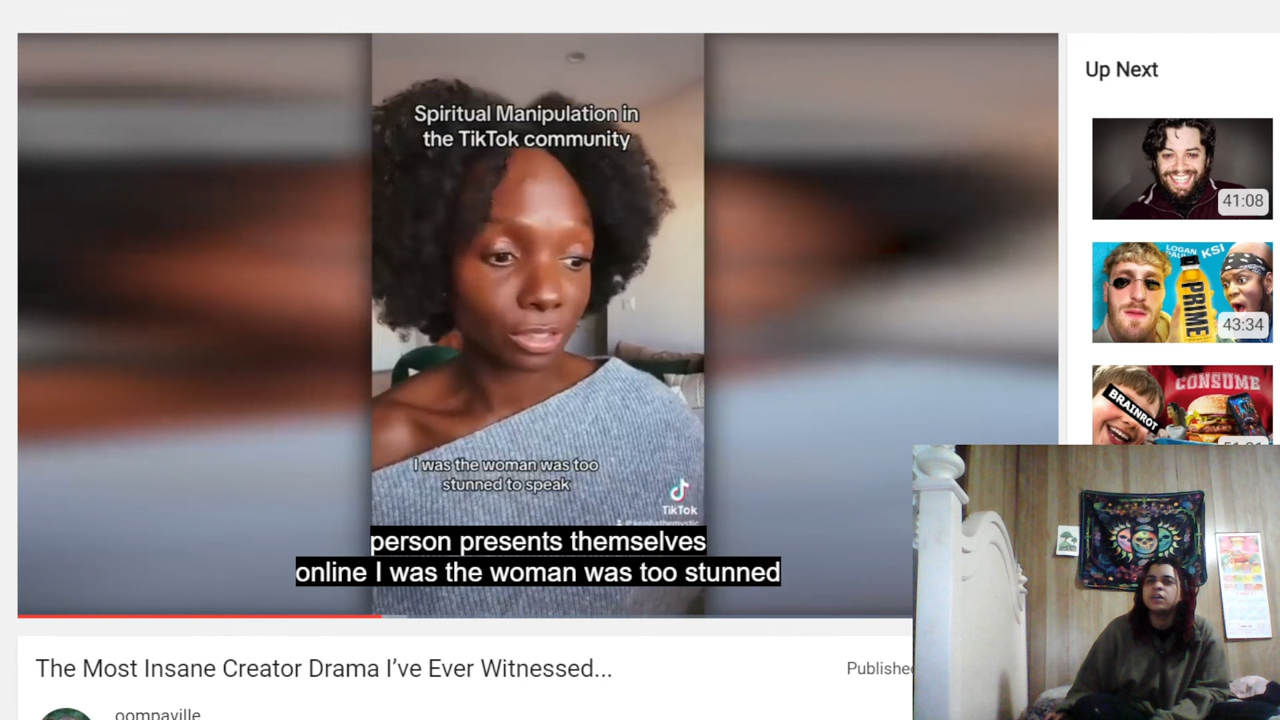 Up Next
Spiritual Manipulation in
the TikTok community
41:08
LOGAN
PAUL
KSI
PRIME
43:34
CONSUME
BRAINROT
I was the woman was too
stunned to speak
TikTok
person presents themselves
online I was the woman was too stunned
The Most Insane Creator Drama I've Ever Witnessed...
Published
oompaville